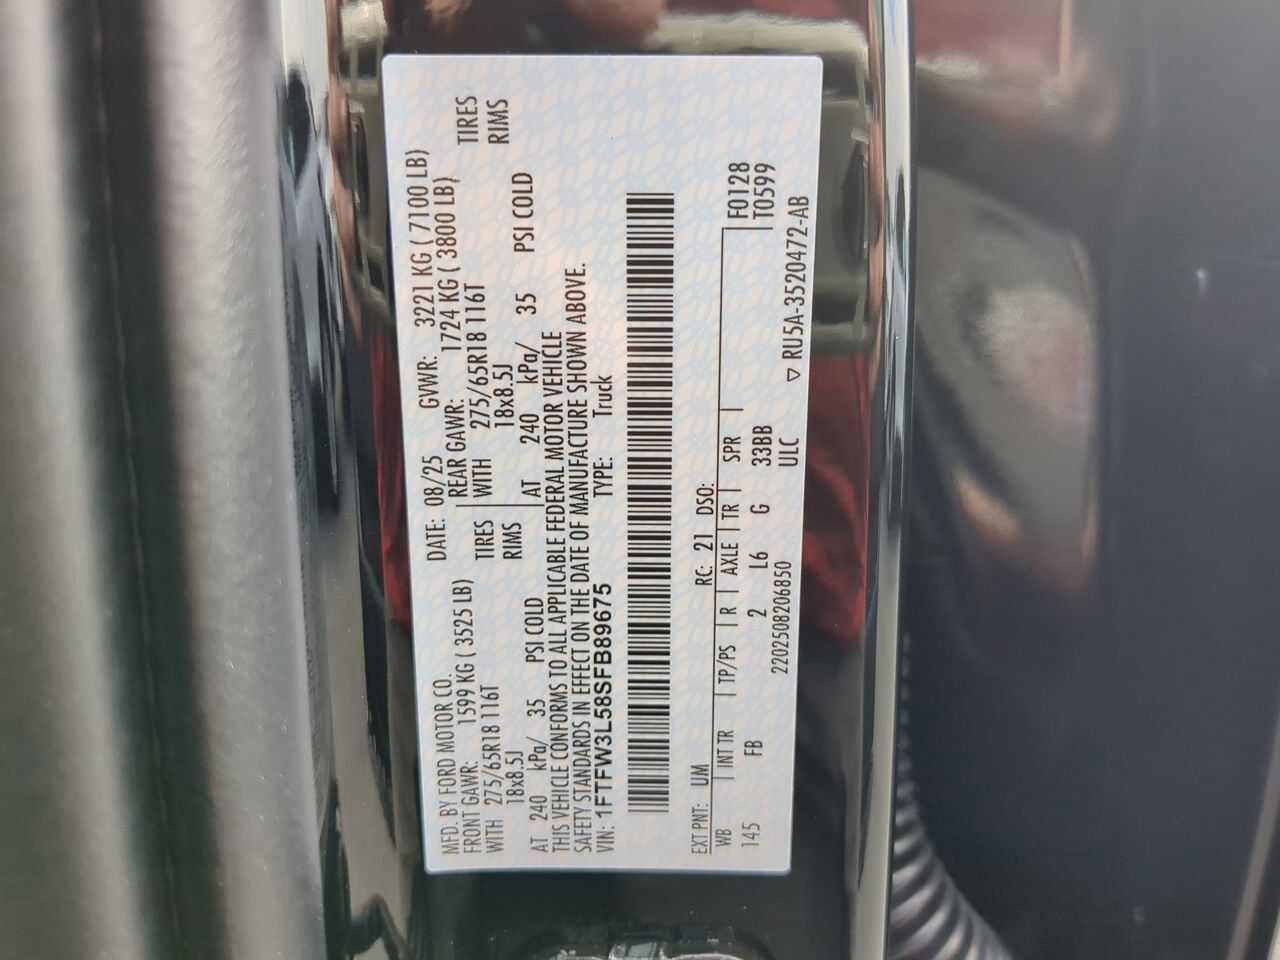 MFD. BY FORD MOTOR CO. DATE: 08/25 GVWR: 3221 KG ( 7100 LB)
FRONT GAWR: 1599 KG ( 3525 LB) REAR GAWR: 1724 KG ( 3800 LB)
WITH 275/65R18 116T TIRES WITH 275/65R18 116T TIRES
18x8.5J RIMS 18x8.5J RIMS
AT 240 kPa/ 35 PSI COLD AT 240 kPa/ 35 PSI COLD
THIS VEHICLE CONFORMS TO ALL APPLICABLE FEDERAL MOTOR VEHICLE
SAFETY STANDARDS IN EFFECT ON THE DATE OF MANUFACTURE SHOWN ABOVE.
VIN: 1FTFW3L58SFB89675 TYPE: Truck
EXT PNT: UM RC: 21 DSO: F0128
WB INT TR TP/PS R AXLE TR SPR T0599
145 FB 2 L6 G 33BB
2202508206850 ULC
▽ RU5A-3520472-AB